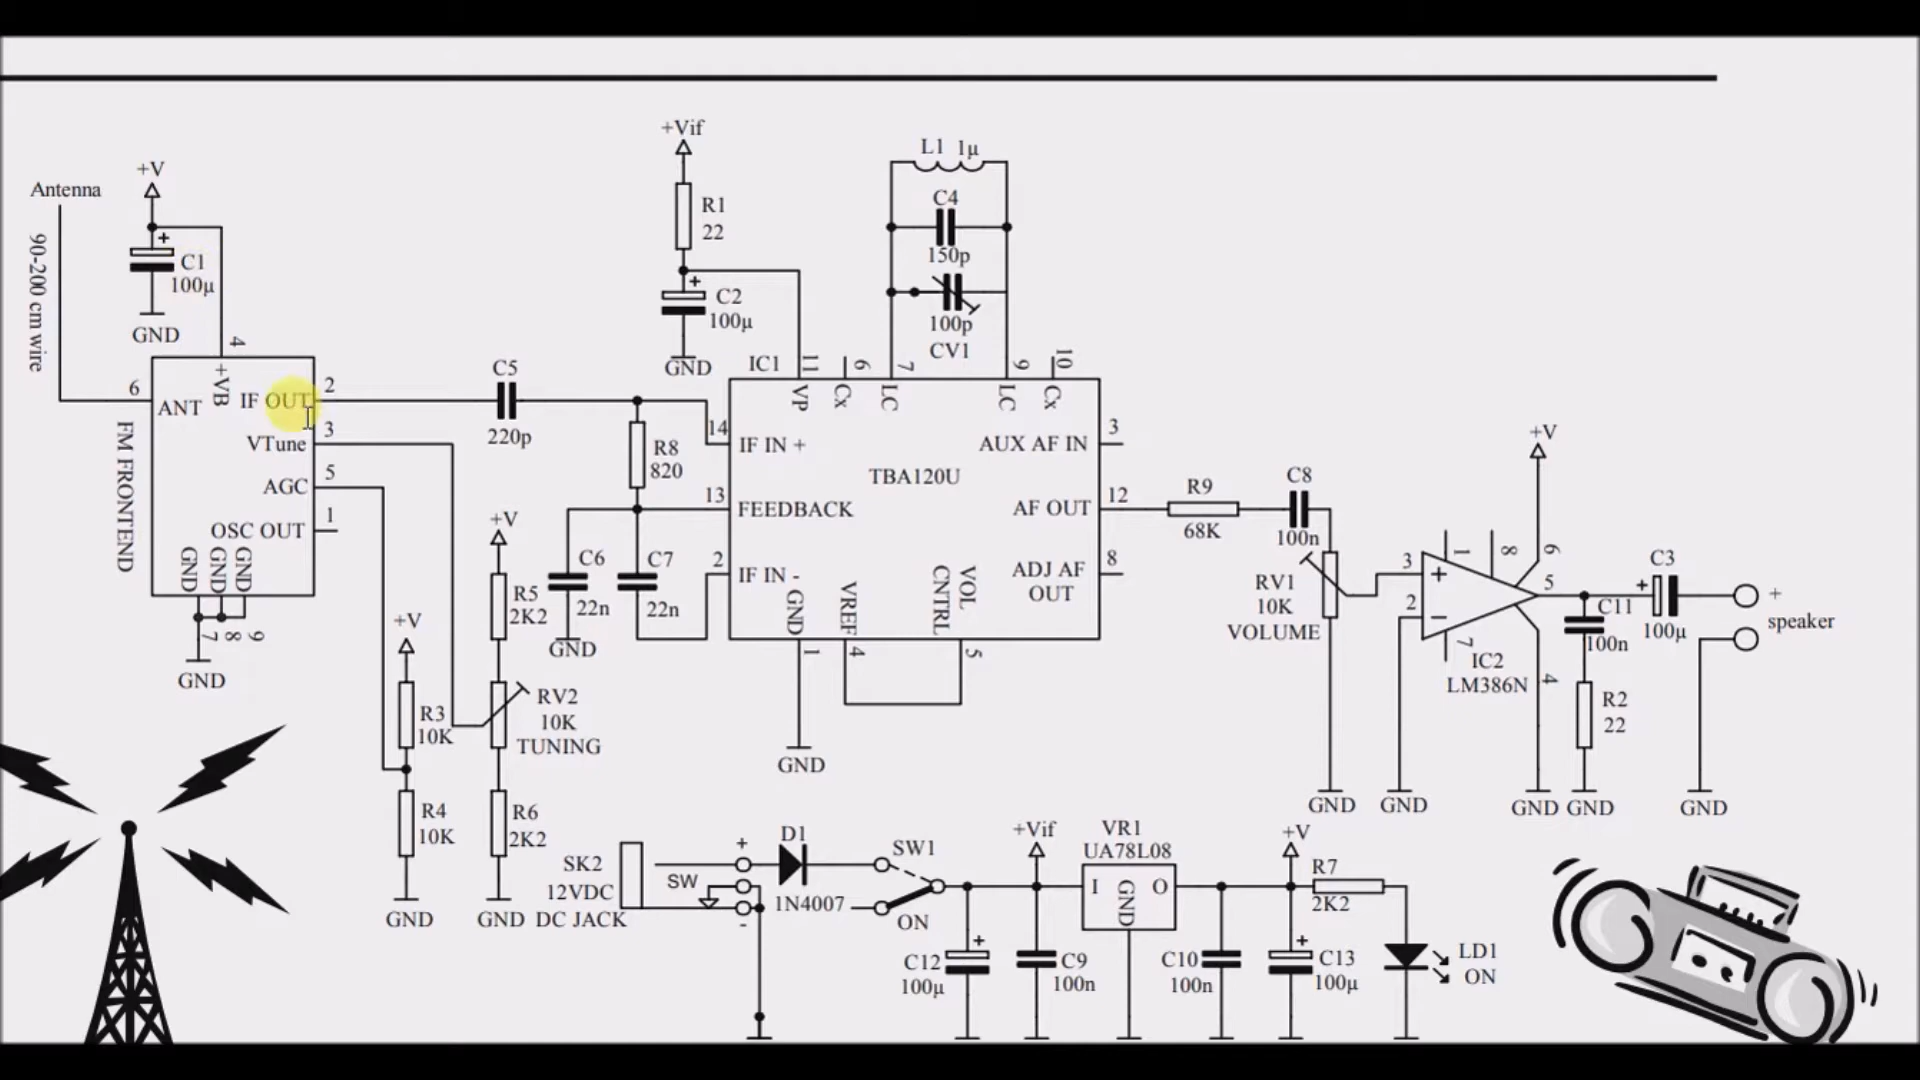 +Vif
L1 1μ
+V
Antenna
90-200 cm wire
+
C1
100μ
GND
R1
22
+
C2
100μ
GND
C4
150p
100p
CV1
4
6
ANT
+VB
IF OUT
2
VTune
3
AGC
5
OSC OUT
1
FM FRONTEND
GND
GND
GND
7
8
9
GND
C5
220p
R8
820
IC1
11
6
7
9
10
VP
Cx
LC
LC
Cx
14
IF IN +
AUX AF IN
3
TBA120U
13
FEEDBACK
AF OUT
12
2
IF IN -
ADJ AF
OUT
8
GND
VREF
VOL
CNTRL
1
4
5
GND
+V
R5
2K2
C6
22n
GND
C7
22n
+V
R3
10K
RV2
10K
TUNING
R4
10K
R6
2K2
GND
GND
R9
68K
C8
100n
RV1
10K
VOLUME
+V
3
+
2
−
1
8
6
5
7
4
IC2
LM386N
C11
100n
+
C3
100μ
+
speaker
R2
22
GND
GND
GND
GND
GND
SK2
12VDC
DC JACK
SW
+
-
D1
1N4007
SW1
ON
+Vif
VR1
UA78L08
I
GND
O
+V
R7
2K2
C12
100μ
+
C9
100n
C10
100n
+
C13
100μ
LD1
ON